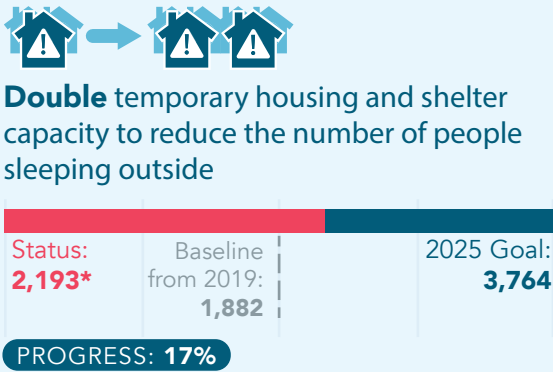 Double temporary housing and shelter
capacity to reduce the number of people
sleeping outside
Status:
2,193*
Baseline
from 2019:
1,882
2025 Goal:
3,764
PROGRESS: 17%